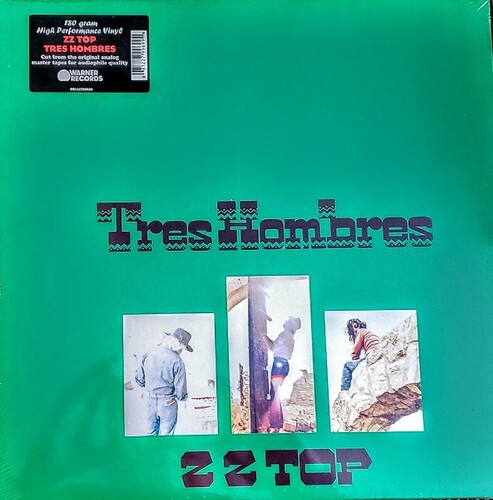 180 gram
High Performance Vinyl
ZZ TOP
TRES HOMBRES
Cut from the original analog
master tapes for audiophile quality
WARNER
RECORDS
Tres Hombres
ZZ TOP